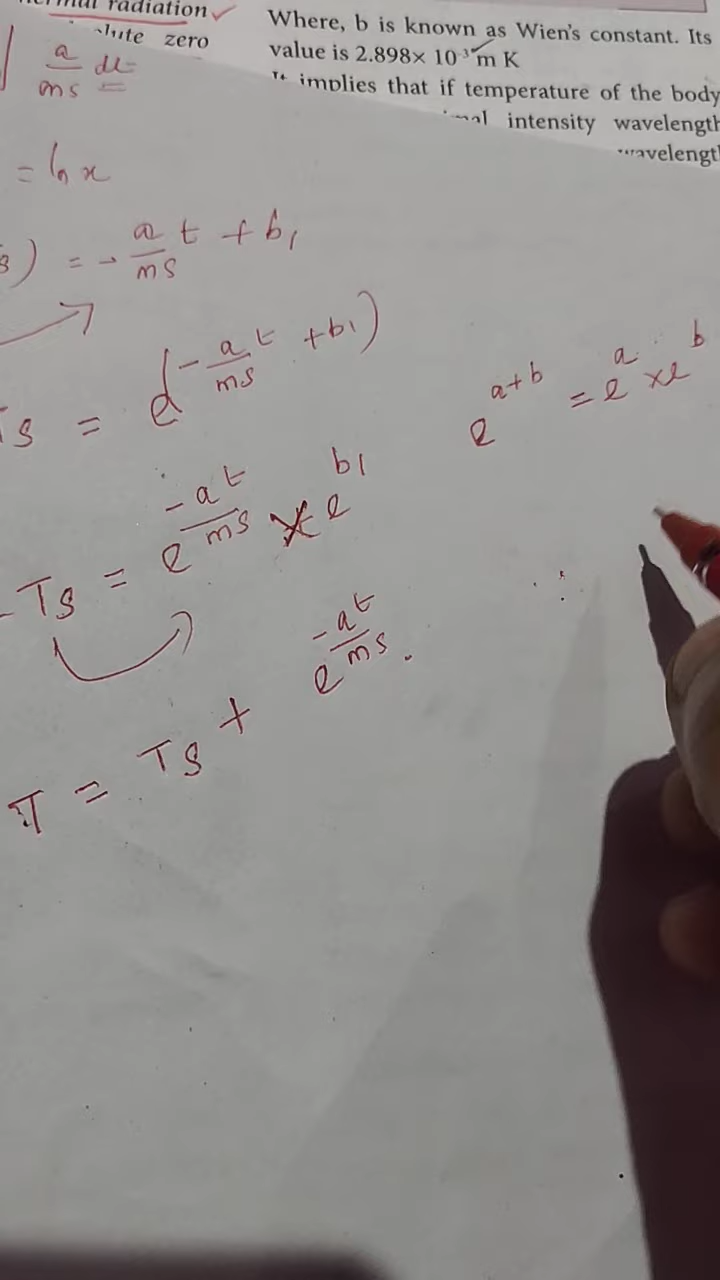 radiation
zero
Where, b is known as Wien's constant. Its
value is 2.898× 10⁻³ m K
It implies that if temperature of the body
intensity wavelength
a/ms dt
= ln x
) = - a/ms t + b₁
Ts = e^(-a/ms t + b₁)
e^a+b = e^a × e^b
- Ts = e^-at/ms × e^b₁
T = Ts + e^-at/ms .